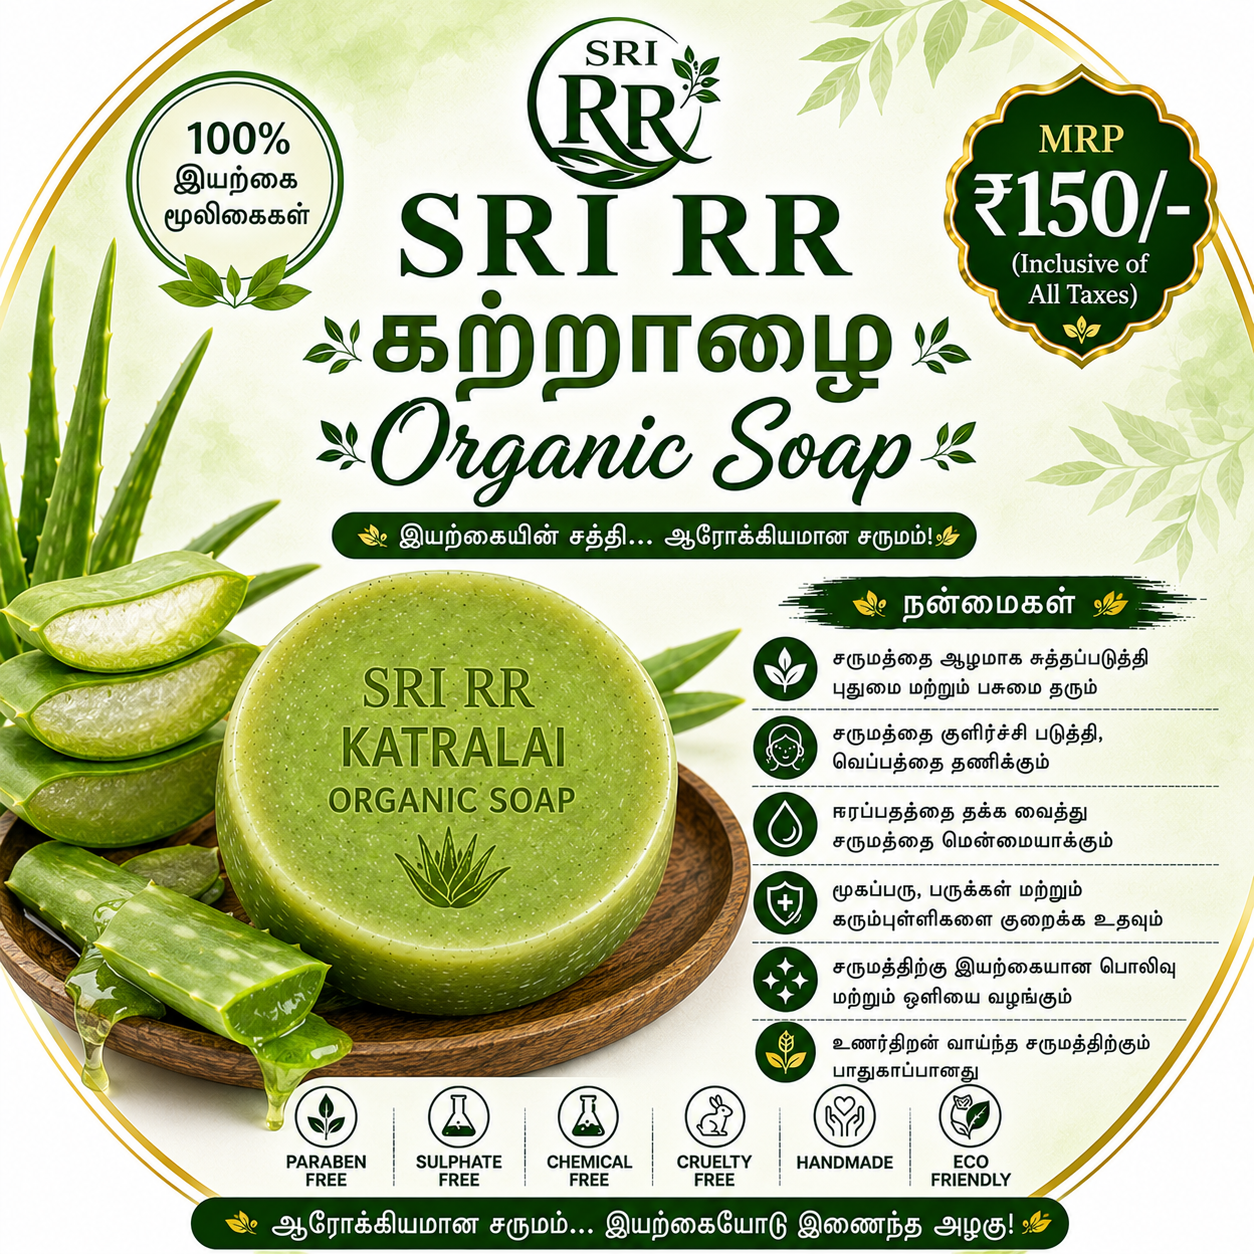 SRI
RR
100%
இயற்கை
மூலிகைகள்
MRP
₹150/-
(Inclusive of
All Taxes)
SRI RR
கற்றாழை
Organic Soap
இயற்கையின் சத்தி... ஆரோக்கியமான சருமம்!
SRI RR
KATRALAI
ORGANIC SOAP
நன்மைகள்
சருமத்தை ஆழமாக சுத்தப்படுத்தி
புதுமை மற்றும் பசுமை தரும்
சருமத்தை குளிர்ச்சி படுத்தி,
வெப்பத்தை தணிக்கும்
ஈரப்பதத்தை தக்க வைத்து
சருமத்தை மென்மையாக்கும்
முகப்பரு, பருக்கள் மற்றும்
கரும்புள்ளிகளை குறைக்க உதவும்
சருமத்திற்கு இயற்கையான பொலிவு
மற்றும் ஒளியை வழங்கும்
உணர்திறன் வாய்ந்த சருமத்திற்கும்
பாதுகாப்பானது
PARABEN
FREE
SULPHATE
FREE
CHEMICAL
FREE
CRUELTY
FREE
HANDMADE
ECO
FRIENDLY
ஆரோக்கியமான சருமம்... இயற்கையோடு இணைந்த அழகு!